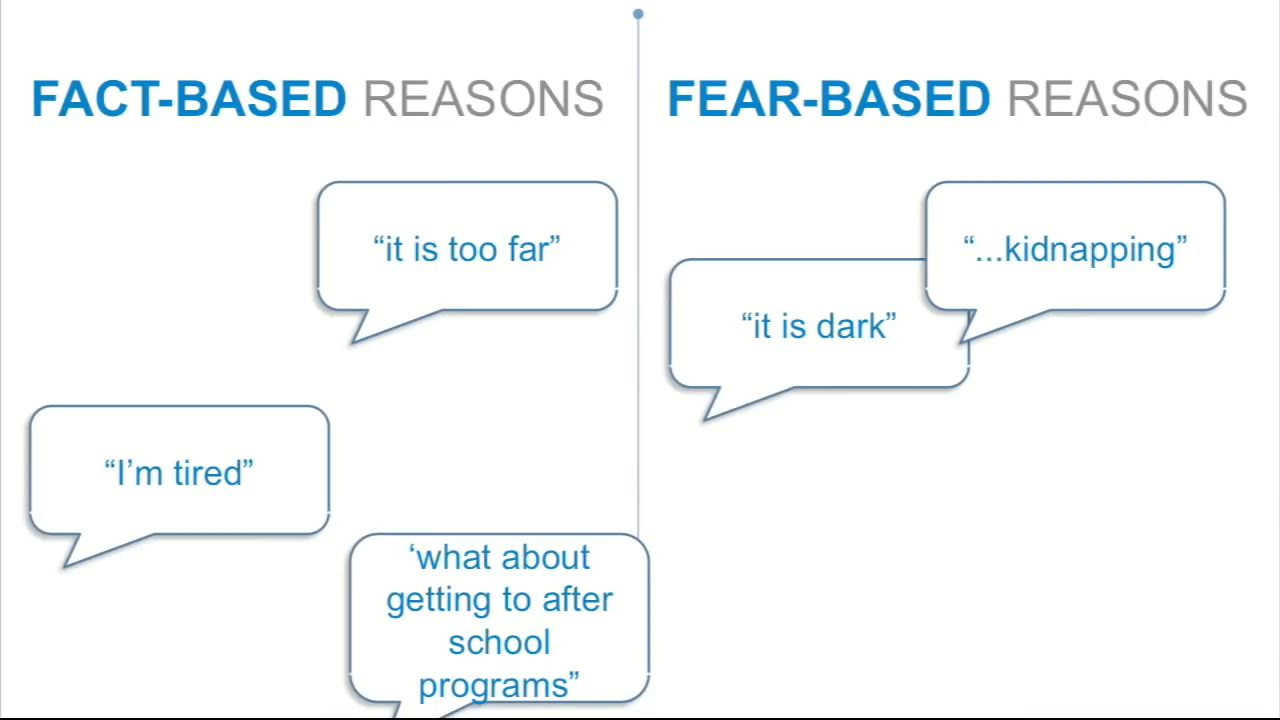 FACT-BASED REASONS
“it is too far”
“I’m tired”
‘what about
getting to after
school
programs”
FEAR-BASED REASONS
“...kidnapping”
“it is dark”